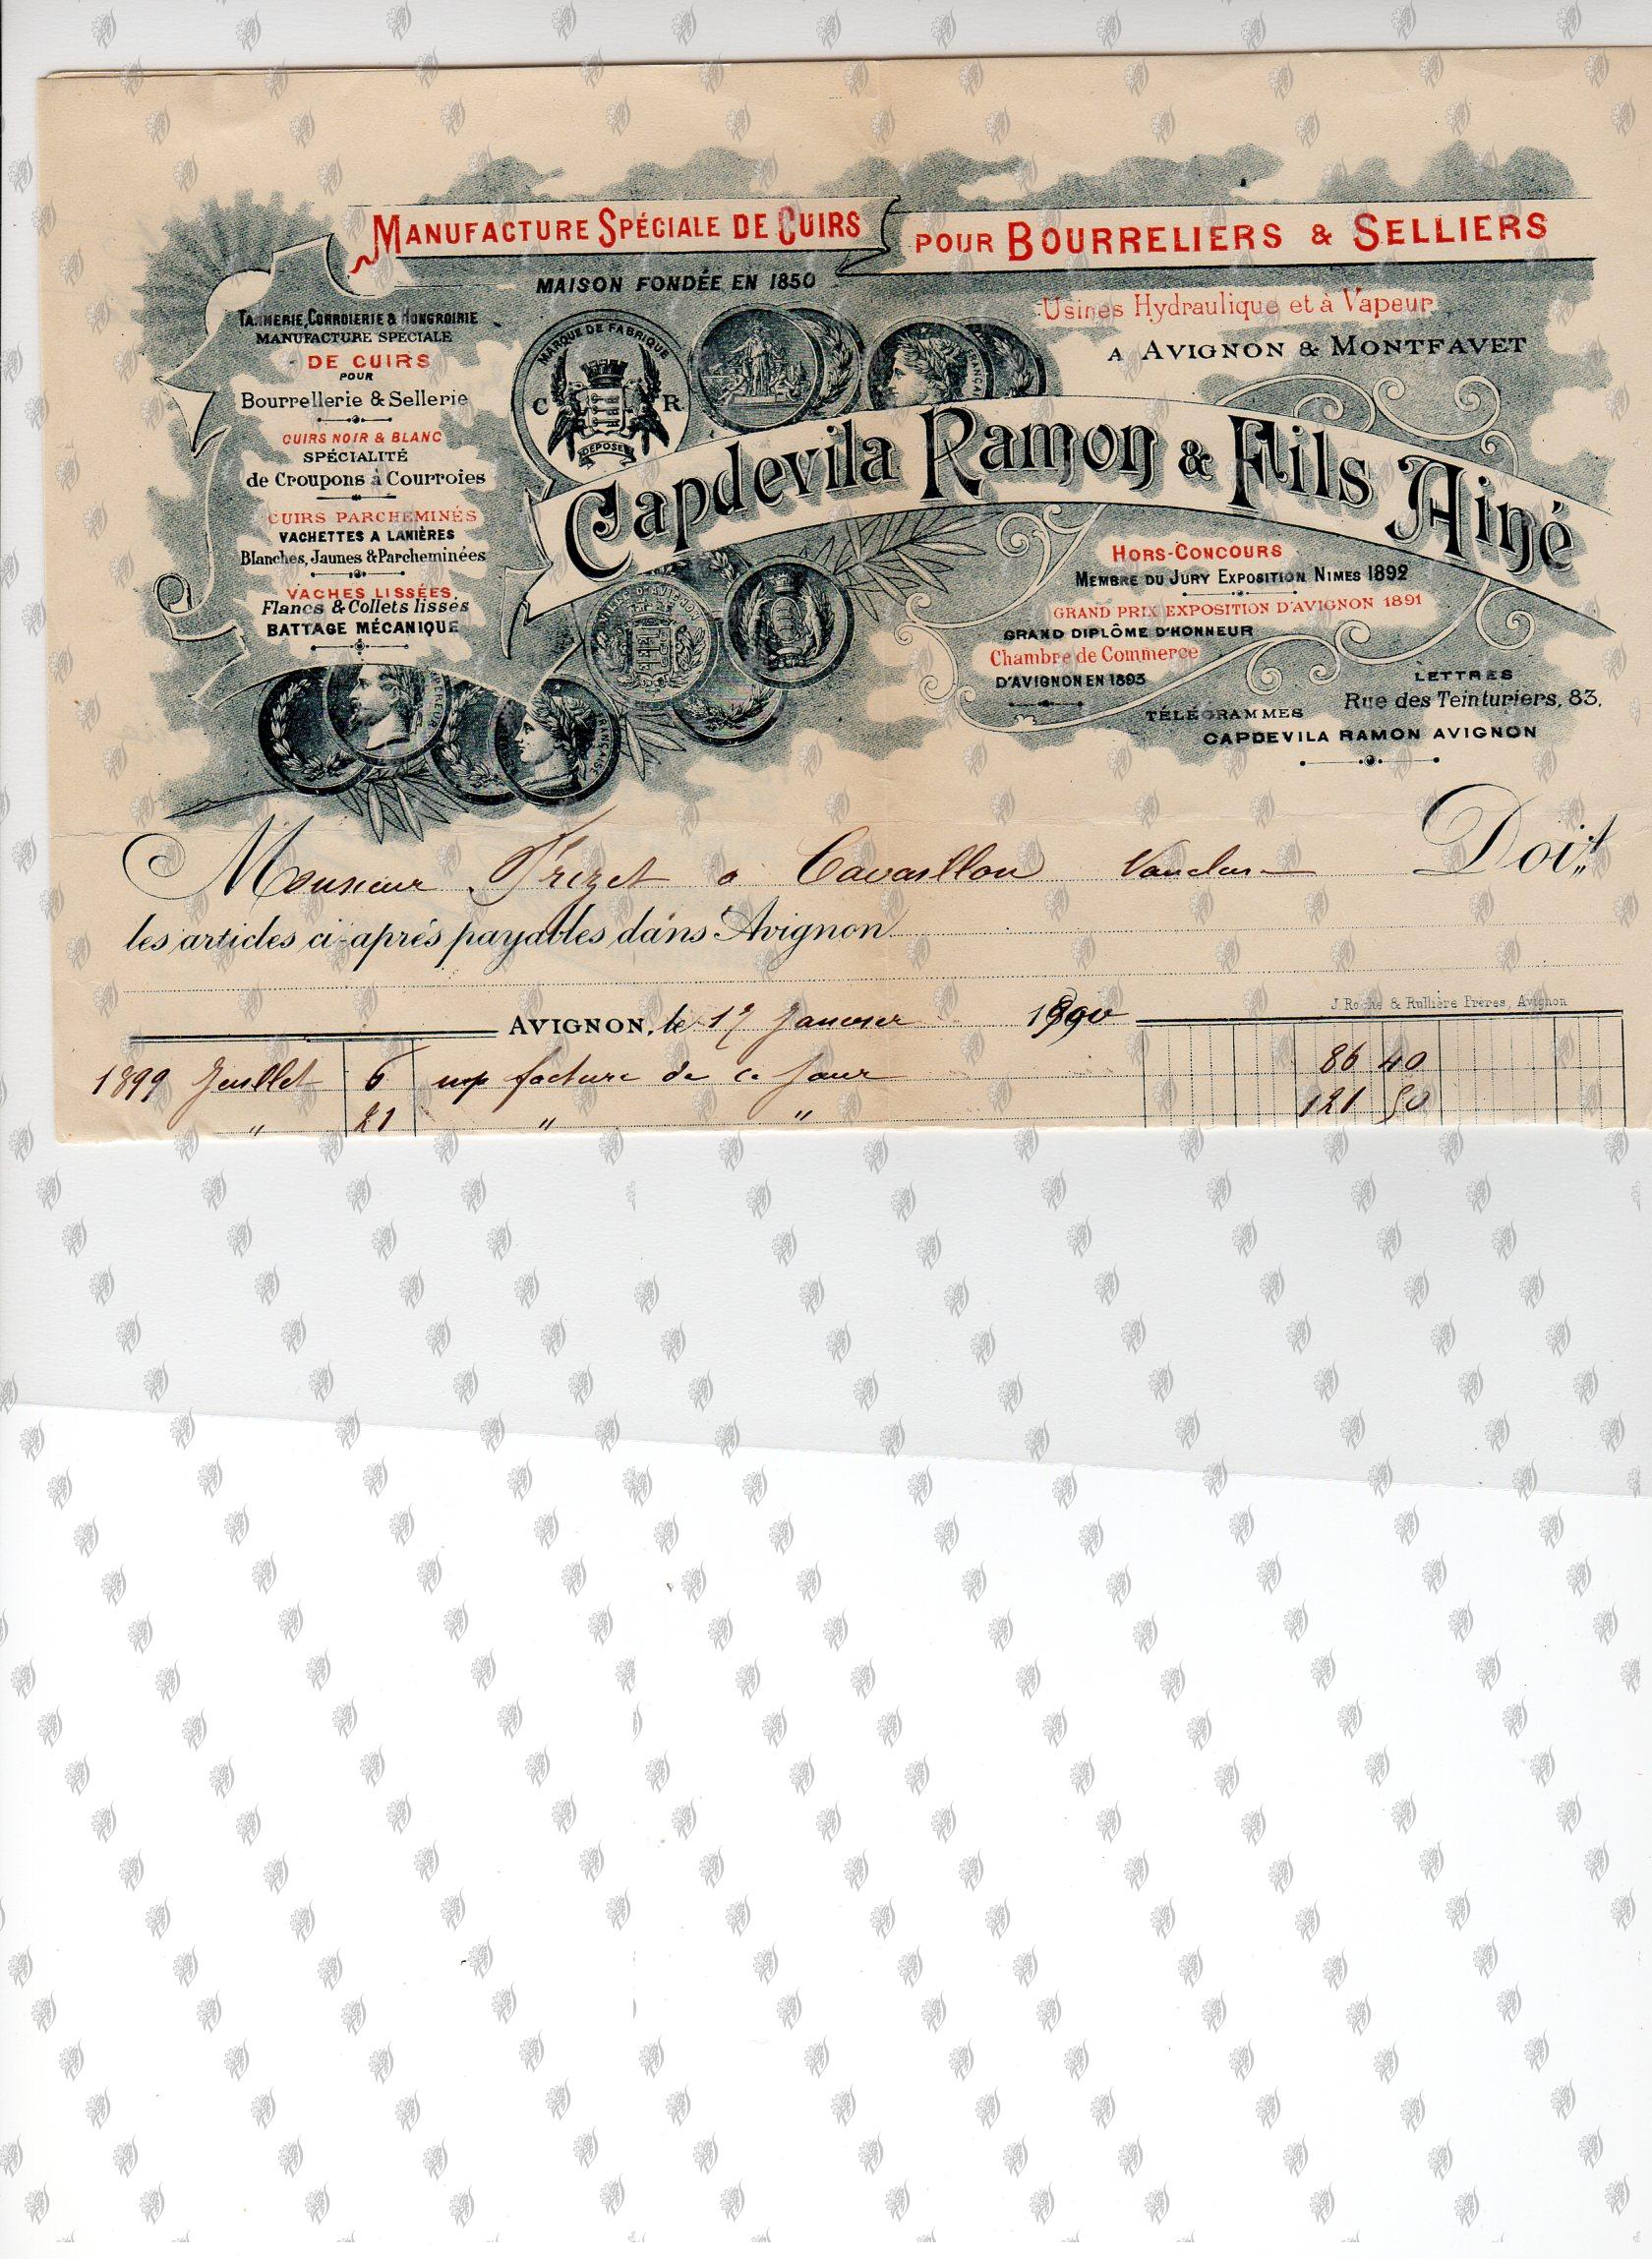 MANUFACTURE SPÉCIALE DE CUIRS POUR BOURRELIERS & SELLIERS
MAISON FONDÉE EN 1850
TANNERIE, CORROIERIE & HONGROIRIE
MANUFACTURE SPÉCIALE
DE CUIRS
POUR
Bourrellerie & Sellerie
CUIRS NOIR & BLANC
SPÉCIALITÉ
de Croupons à Courroies
CUIRS PARCHEMINÉS
VACHETTES A LANIÈRES
Blanches, Jaunes & Parcheminées
VACHES LISSÉES
Flancs & Collets lissés
BATTAGE MÉCANIQUE
MARQUE DE FABRIQUE
C R
DÉPOSÉE
Usines Hydraulique et à Vapeur
A AVIGNON & MONTFAVET
Capdevila Ramon & Fils Ainé
HORS-CONCOURS
MEMBRE DU JURY EXPOSITION NIMES 1892
GRAND PRIX EXPOSITION D'AVIGNON 1891
GRAND DIPLÔME D'HONNEUR
Chambre de Commerce
D'AVIGNON EN 1893
LETTRES
Rue des Teinturiers, 83.
TÉLÉGRAMMES
CAPDEVILA RAMON AVIGNON
Monsieur Frizet a Cavaillon Vaucluse Doit
les articles ci-après payables dans Avignon
J. Roche & Rullière Frères, Avignon
AVIGNON, le 17 Janvier 1890
1899 Juillet 6 m/ facture de ce jour 86 40
" 21 " " 121 50